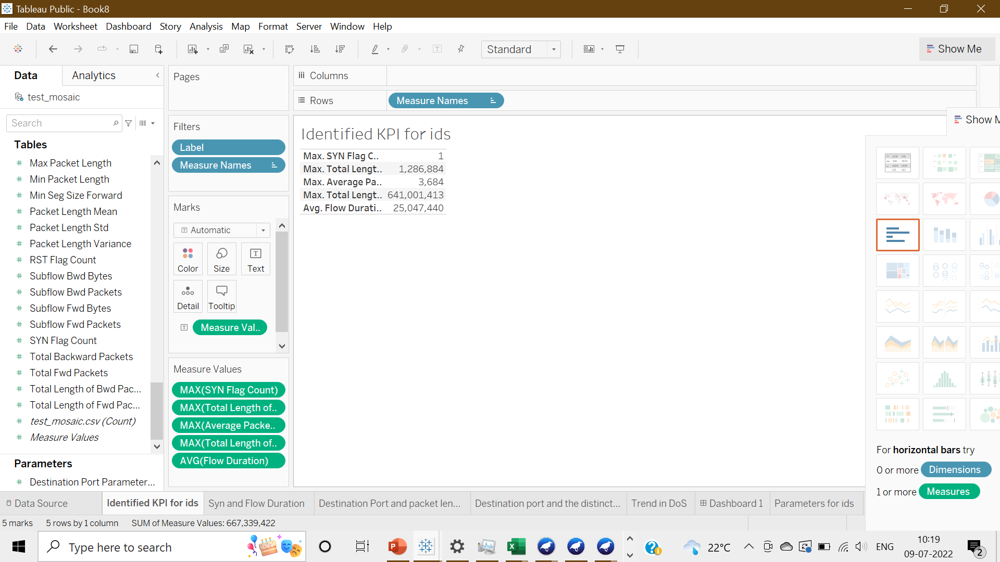 Tableau Public - Book8
File Data Worksheet Dashboard Story Analysis Map Format Server Window Help
Standard
Show Me
Data Analytics
test_mosaic
Search
Tables
Max Packet Length
Min Packet Length
Min Seg Size Forward
Packet Length Mean
Packet Length Std
Packet Length Variance
RST Flag Count
Subflow Bwd Bytes
Subflow Bwd Packets
Subflow Fwd Bytes
Subflow Fwd Packets
SYN Flag Count
Total Backward Packets
Total Fwd Packets
Total Length of Bwd Pac...
Total Length of Fwd Pac...
test_mosaic.csv (Count)
Measure Values
Parameters
Destination Port Parameter...
Pages
Filters
Label
Measure Names
Marks
Automatic
Color Size Text
Detail Tooltip
Measure Val..
Measure Values
MAX(SYN Flag Count)
MAX(Total Length of..
MAX(Average Packe..
MAX(Total Length of..
AVG(Flow Duration)
Columns
Rows Measure Names
Identified KPI for ids
Max. SYN Flag C.. 1
Max. Total Lengt.. 1,286,884
Max. Average Pa.. 3,684
Max. Total Lengt.. 641,001,413
Avg. Flow Durati.. 25,047,440
Show M
For horizontal bars try
0 or more Dimensions
1 or more Measures
Data Source Identified KPI for ids Syn and Flow Duration Destination Port and packet len... Destination port and the distinct... Trend in DoS Dashboard 1 Parameters for ids
5 marks 5 rows by 1 column SUM of Measure Values: 667,339,422
Type here to search
22°C
ENG
10:19
09-07-2022
2